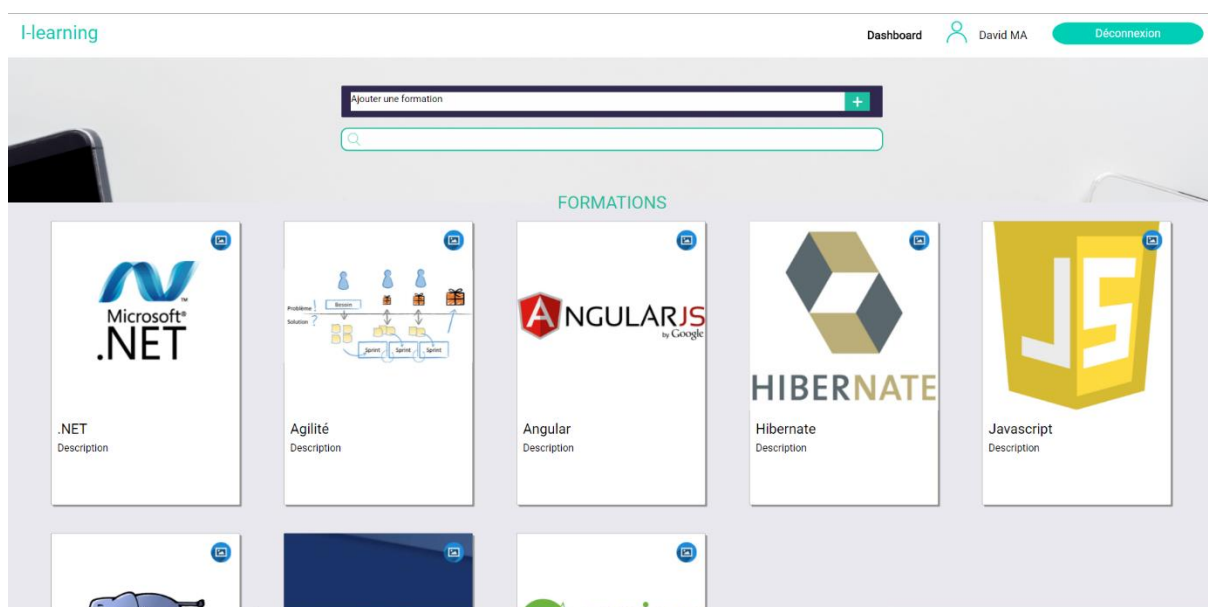 I-learning
Dashboard
David MA
Déconnexion
Ajouter une formation
+
FORMATIONS
Microsoft®
.NET
™
Problème !
Besoin
Solution ?
Sprint Sprint Sprint
ANGULARJS
by Google
HIBERNATE
JS
.NET
Description
Agilité
Description
Angular
Description
Hibernate
Description
Javascript
Description